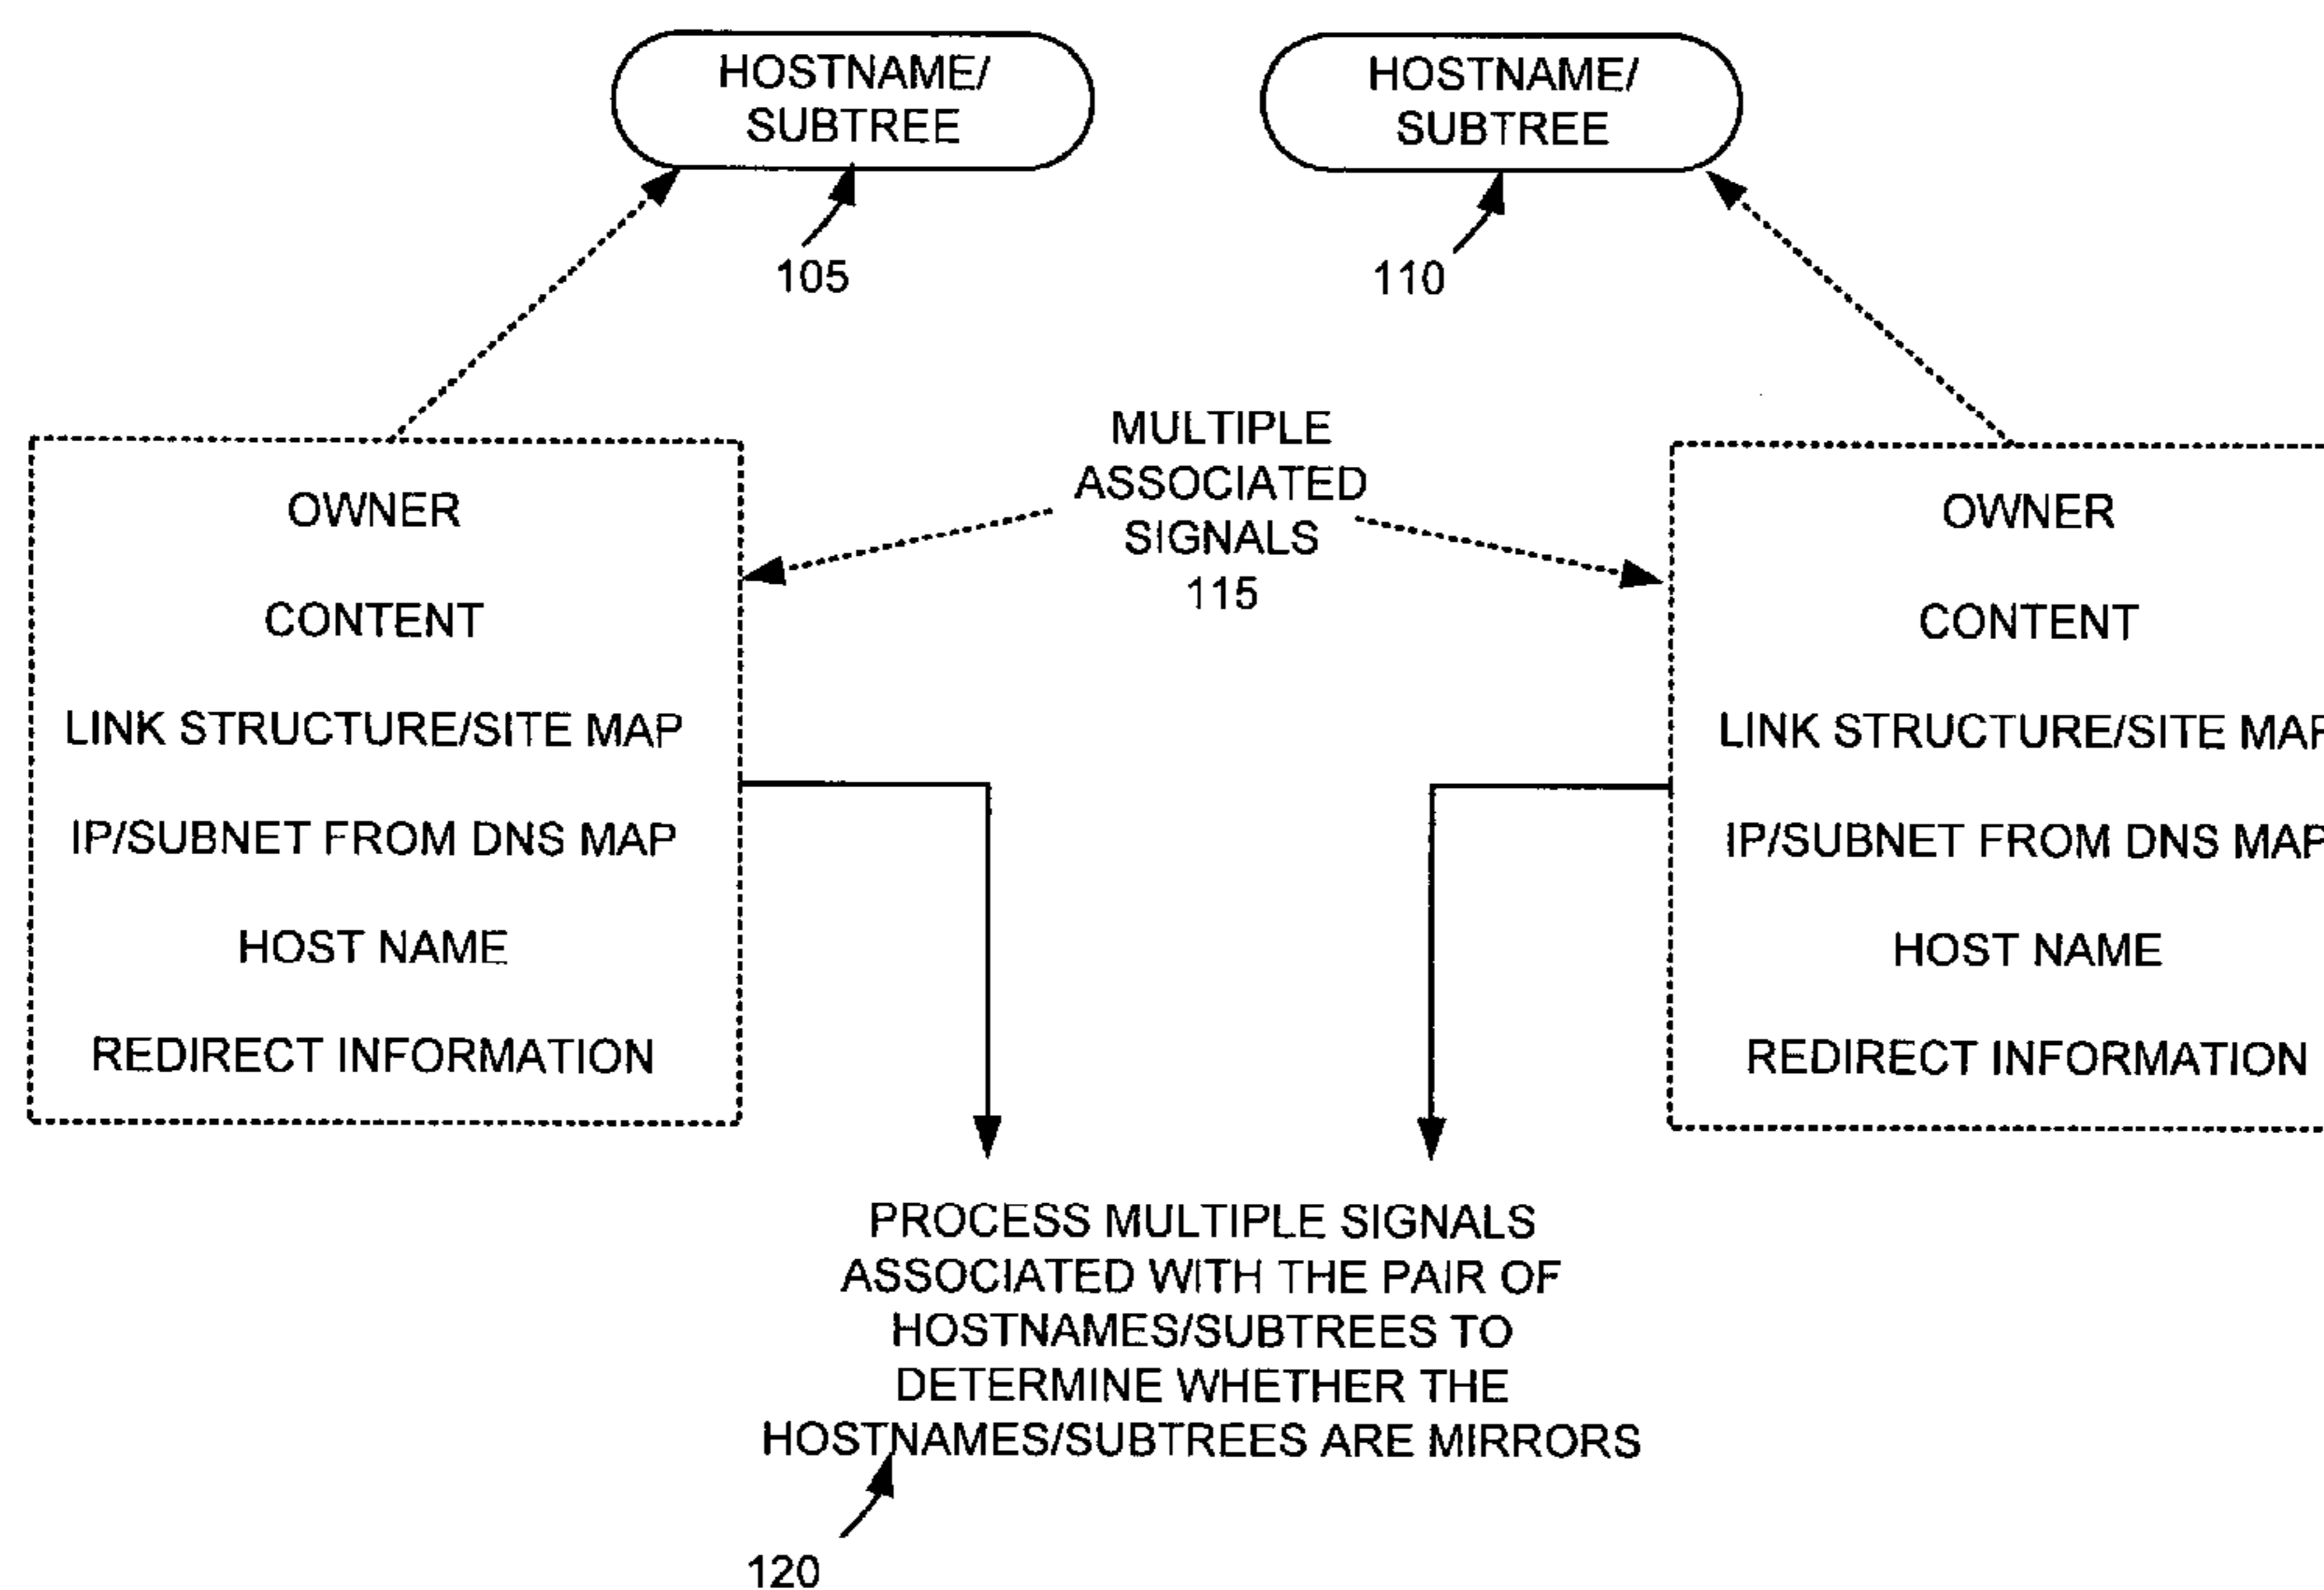 HOSTNAME/
SUBTREE
105
HOSTNAME/
SUBTREE
110
MULTIPLE
ASSOCIATED
SIGNALS
115
OWNER
CONTENT
LINK STRUCTURE/SITE MAP
IP/SUBNET FROM DNS MAP
HOST NAME
REDIRECT INFORMATION
OWNER
CONTENT
LINK STRUCTURE/SITE MAP
IP/SUBNET FROM DNS MAP
HOST NAME
REDIRECT INFORMATION
PROCESS MULTIPLE SIGNALS
ASSOCIATED WITH THE PAIR OF
HOSTNAMES/SUBTREES TO
DETERMINE WHETHER THE
HOSTNAMES/SUBTREES ARE MIRRORS
120